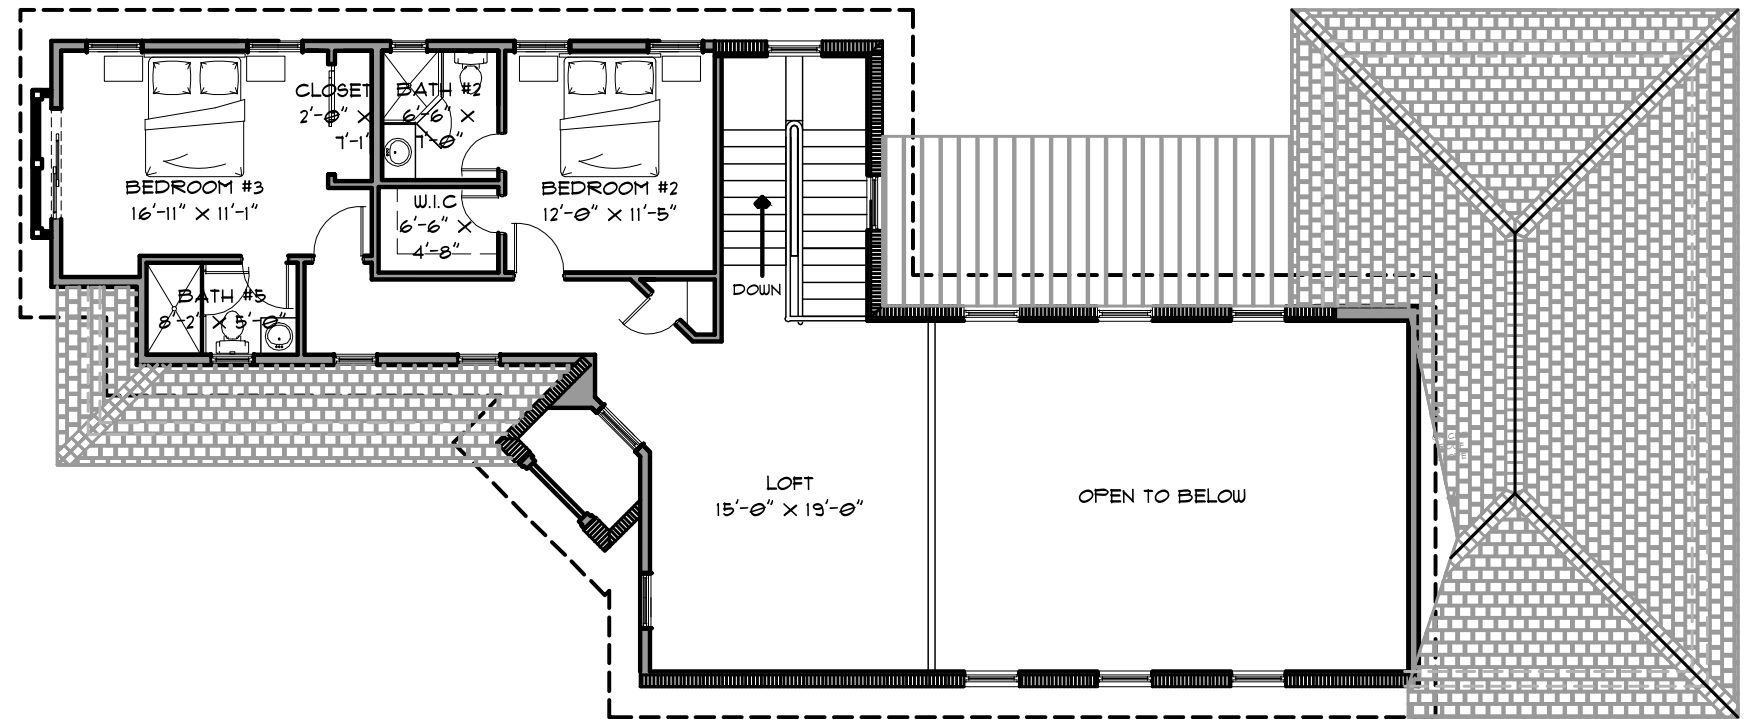 CLOSET
2'-0" X
7'-1"
BATH #2
6'-6" X
7'-0"
BEDROOM #3
16'-11" X 11'-1"
W.I.C
6'-6" X
4'-8"
BEDROOM #2
12'-0" X 11'-5"
DOWN
BATH #5
8'-2" X 5'-0"
LOFT
15'-0" X 19'-0"
OPEN TO BELOW